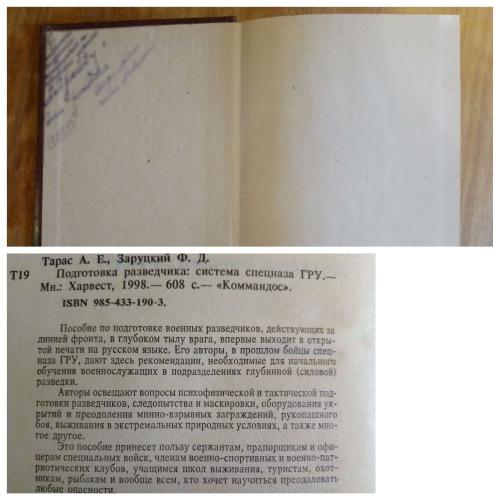 Тарас А. Е., Заруцкий Ф. Д.
Т19 Подготовка разведчика: система спецназа ГРУ.—
Мн.: Харвест, 1998.— 608 с.— «Коммандос».
ISBN 985-433-190-3.
Пособие по подготовке военных разведчиков, действующих за
линией фронта, в глубоком тылу врага, впервые выходит в откры-
той печати на русском языке. Его авторы, в прошлом бойцы спец-
наза ГРУ, дают здесь рекомендации, необходимые для начального
обучения военнослужащих в подразделениях глубинной (силовой)
разведки.
Авторы освещают вопросы психофизической и тактической под-
готовки разведчиков, следопытства и маскировки, оборудования ук-
рытий и преодоления минно-взрывных заграждений, рукопашного
боя, выживания в экстремальных природных условиях, а также мно-
гое другое.
Это пособие принесет пользу сержантам, прапорщикам и офи-
церам специальных войск, членам военно-спортивных и военно-пат-
риотических клубов, учащимся школ выживания, туристам, охот-
никам, рыбакам и вообще всем, кто хочет научиться преодолевать
любые опасности.